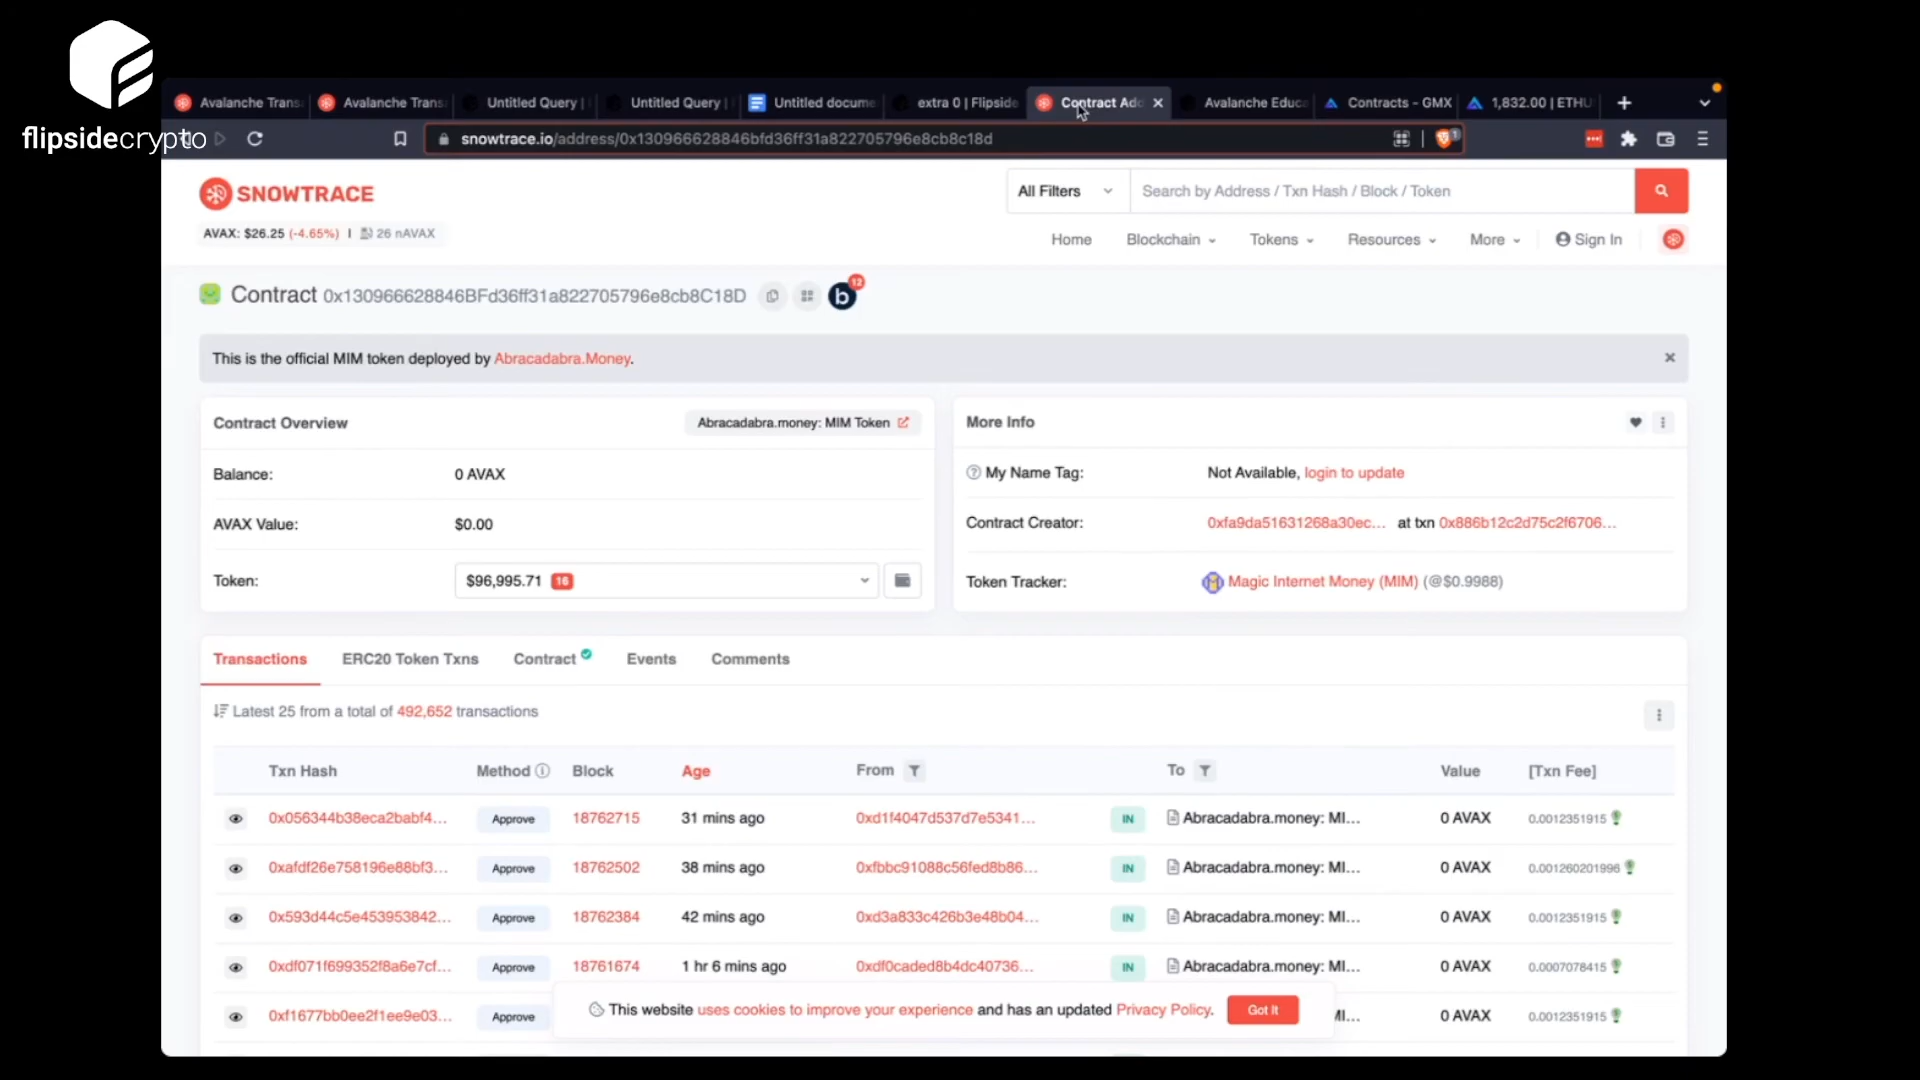 flipsidecrypto
Avalanche Trans
Avalanche Trans
Untitled Query |
Untitled Query |
Untitled docume
extra 0 | Flipside
Contract Add
Avalanche Educa
Contracts - GMX
1,832.00 | ETHU
snowtrace.io/address/0x130966628846bfd36ff31a822705796e8cb8c18d
1
SNOWTRACE
All Filters
Search by Address / Txn Hash / Block / Token
AVAX: $26.25 (-4.65%) | 26 nAVAX
Home
Blockchain
Tokens
Resources
More
Sign In
Contract 0x130966628846BFd36ff31a822705796e8cb8C18D
b
12
This is the official MIM token deployed by Abracadabra.Money.
Contract Overview
Abracadabra.money: MIM Token
Balance:
0 AVAX
AVAX Value:
$0.00
Token:
$96,995.71 16
More Info
My Name Tag:
Not Available, login to update
Contract Creator:
0xfa9da51631268a30ec... at txn 0x886b12c2d75c2f6706...
Token Tracker:
Magic Internet Money (MIM) (@$0.9988)
Transactions
ERC20 Token Txns
Contract
Events
Comments
Latest 25 from a total of 492,652 transactions
Txn Hash Method Block Age From To Value [Txn Fee]
0x056344b38eca2babf4... Approve 18762715 31 mins ago 0xd1f4047d537d7e5341... IN Abracadabra.money: MI... 0 AVAX 0.0012351915
0xafdf26e758196e88bf3... Approve 18762502 38 mins ago 0xfbbc91088c56fed8b86... IN Abracadabra.money: MI... 0 AVAX 0.001260201996
0x593d44c5e453953842... Approve 18762384 42 mins ago 0xd3a833c426b3e48b04... IN Abracadabra.money: MI... 0 AVAX 0.0012351915
0xdf071f699352f8a6e7cf... Approve 18761674 1 hr 6 mins ago 0xdf0caded8b4dc40736... IN Abracadabra.money: MI... 0 AVAX 0.0007078415
0xf1677bb0ee2f1ee9e03... Approve MI... 0 AVAX 0.0012351915
This website uses cookies to improve your experience and has an updated Privacy Policy.
Got It